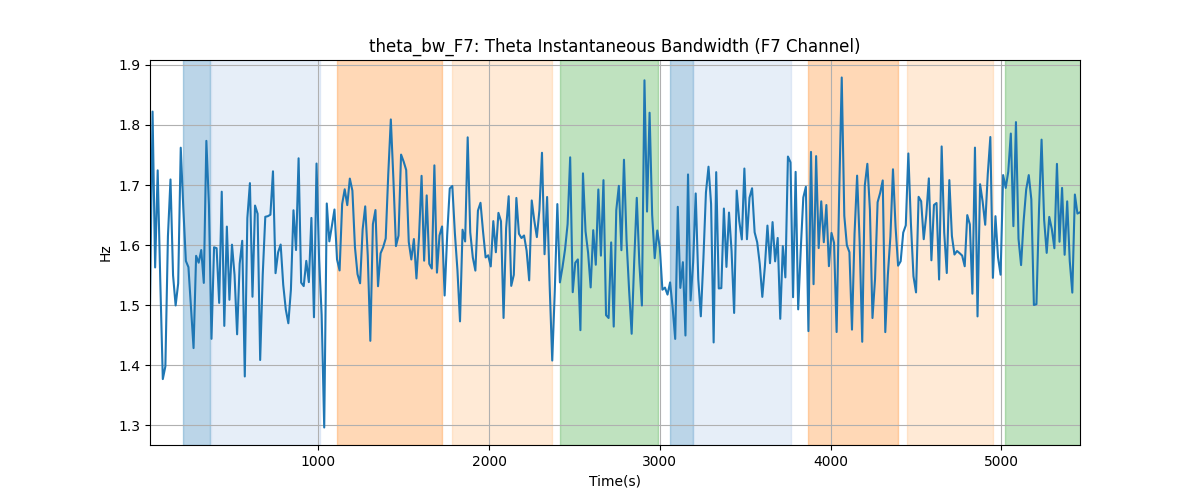 theta_bw_F7: Theta Instantaneous Bandwidth (F7 Channel)
1.9
1.8
1.7
1.6
1.5
1.4
1.3
Hz
1000 2000 3000 4000 5000
Time(s)